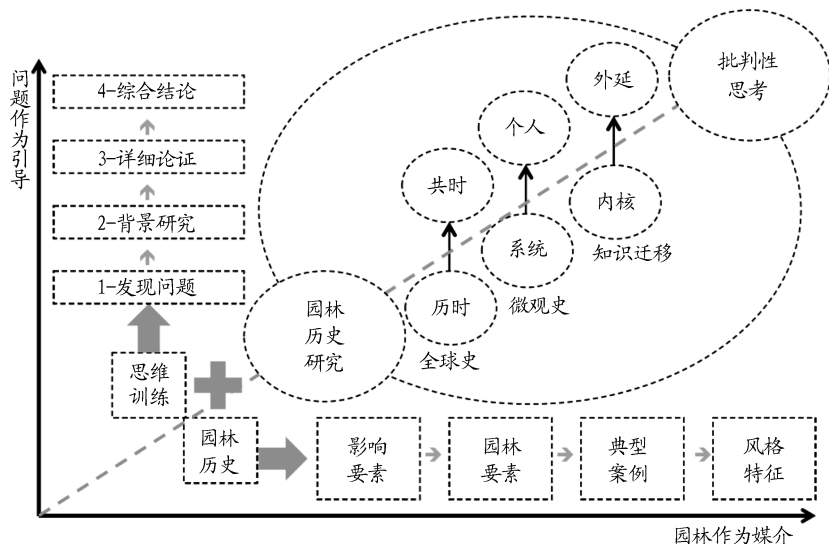 问题作为引导
4-综合结论
3-详细论证
2-背景研究
1-发现问题
思维
训练
园林
历史
影响
要素
园林
要素
典型
案例
风格
特征
园林作为媒介
园林
历史
研究
历时
全球史
共时
系统
微观史
个人
内核
知识迁移
外延
批判性
思考